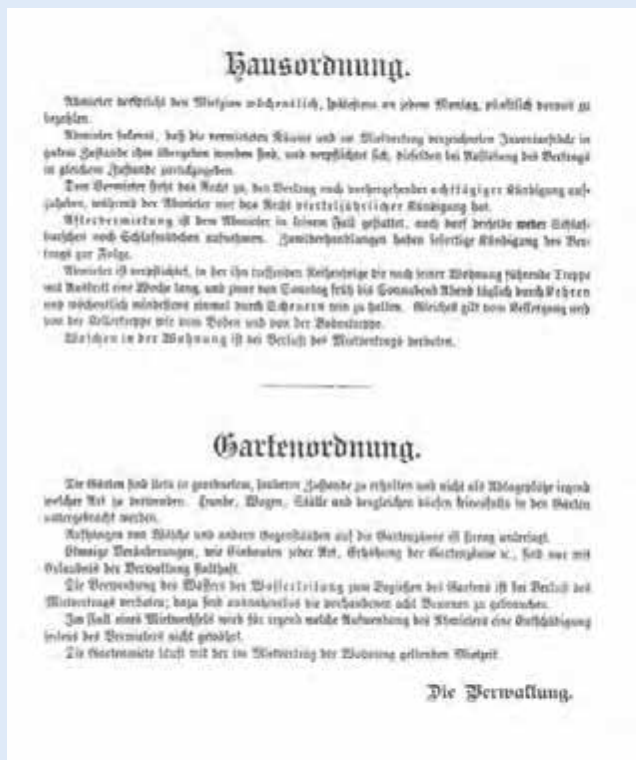 Hausordnung.
Abmieter verspricht den Mietzins wöchentlich, spätestens an jedem Montag, pünktlich voraus zu
bezahlen.
Abmieter bekennt, daß die vermieteten Räume und im Mietvertrag verzeichneten Inventarstücke in
gutem Zustande ihm übergeben worden sind, und verpflichtet sich, dieselben bei Auflösung des Vertrags
in gleichem Zustande zurückzugeben.
Dem Vermieter steht das Recht zu, den Vertrag nach vorhergehender achttägiger Kündigung auf-
zuheben, während der Abmieter nur das Recht vierteljährlicher Kündigung hat.
Aftervermietung ist dem Abmieter in keinem Fall gestattet, auch darf derselbe weder Schlaf-
burschen noch Schlafmädchen aufnehmen. Zuwiderhandlungen haben sofortige Kündigung des Ver-
trags zur Folge.
Abmieter ist verpflichtet, in der ihn treffenden Reihenfolge die nach seiner Wohnung führende Treppe
und Austritt eine Woche lang, und zwar von Sonntag früh bis Sonnabend Abend täglich durch Kehren
und wöchentlich mindestens einmal durch Scheuern rein zu halten. Gleiches gilt vom Kellergang und
von der Kellertreppe wie vom Boden und von der Bodentreppe.
Waschen in der Wohnung ist bei Verlust des Mietvertrags verboten.
Gartenordnung.
Die Gärten sind stets in geordnetem, sauberen Zustande zu erhalten und nicht als Ablageplätze irgend
welcher Art zu verwenden. Hunde, Wagen, Ställe und dergleichen dürfen keinesfalls in den Gärten
untergebracht werden.
Aufhängen von Wäsche und andern Gegenständen auf die Gartenzäune ist streng untersagt.
Etwaige Veränderungen, wie Einbauten jeder Art, Erhöhung der Gartenzäune ꝛc., sind nur mit
Erlaubnis der Verwaltung statthaft.
Die Verwendung des Wassers der Wasserleitung zum Begießen des Gartens ist bei Verlust des
Mietvertrags verboten; dazu sind ausnahmslos die vorhandenen acht Brunnen zu gebrauchen.
Im Fall eines Mietwechsels wird für irgend welche Aufwendung des Abmieters eine Entschädigung
seitens des Vermieters nicht gewährt.
Die Gartenmiete läuft mit der im Mietvertrag der Wohnung geltenden Mietzeit.
Die Verwaltung.